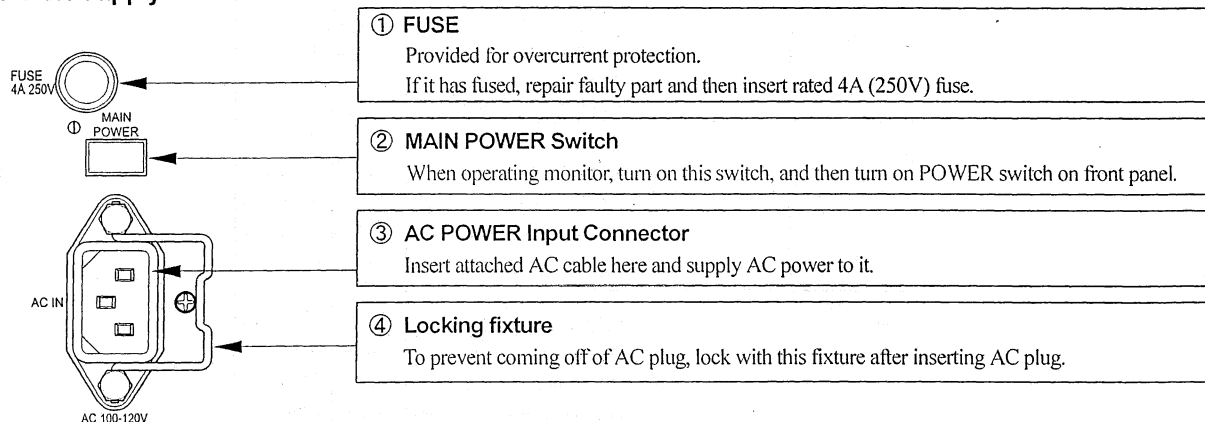 ① FUSE
Provided for overcurrent protection.
If it has fused, repair faulty part and then insert rated 4A (250V) fuse.
FUSE
4A 250V
MAIN
POWER
② MAIN POWER Switch
When operating monitor, turn on this switch, and then turn on POWER switch on front panel.
③ AC POWER Input Connector
Insert attached AC cable here and supply AC power to it.
AC IN
④ Locking fixture
To prevent coming off of AC plug, lock with this fixture after inserting AC plug.
AC 100-120V